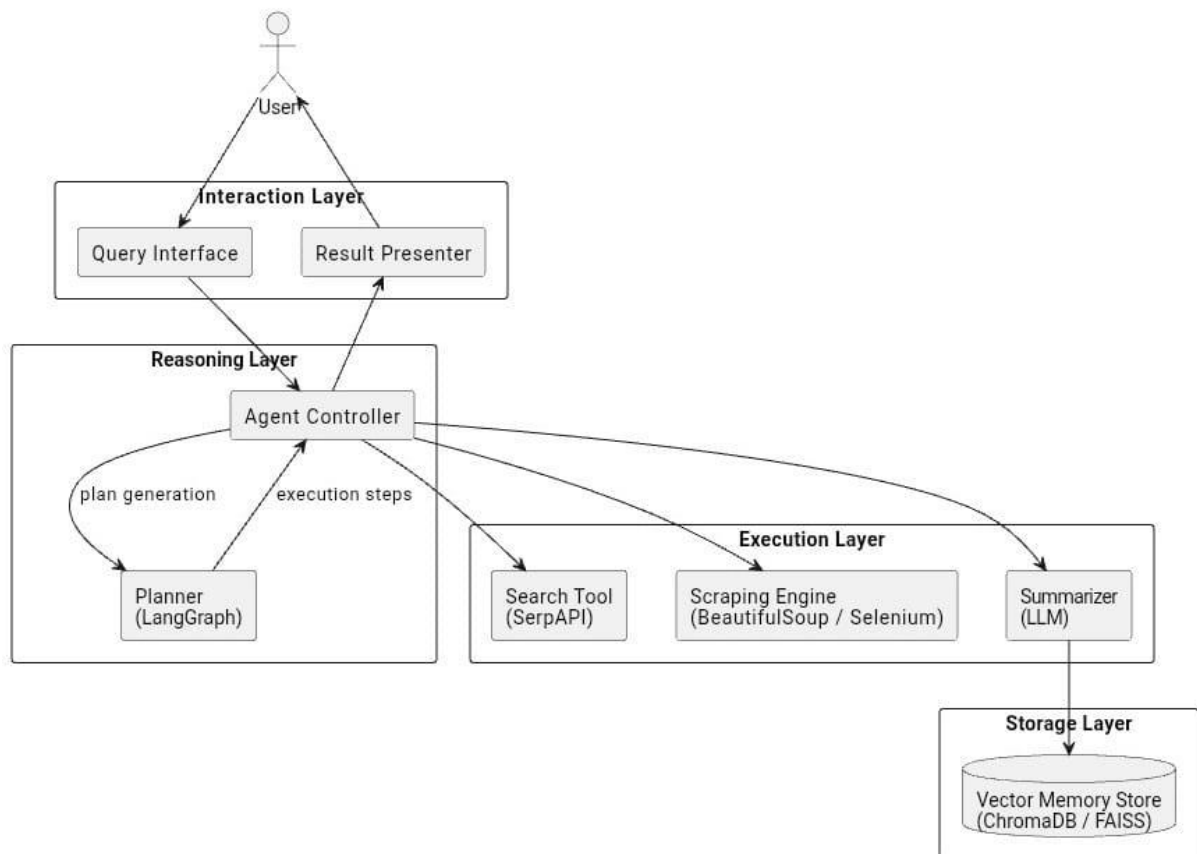 User
Interaction Layer
Query Interface
Result Presenter
Reasoning Layer
Agent Controller
plan generation
execution steps
Planner
(LangGraph)
Execution Layer
Search Tool
(SerpAPI)
Scraping Engine
(BeautifulSoup / Selenium)
Summarizer
(LLM)
Storage Layer
Vector Memory Store
(ChromaDB / FAISS)